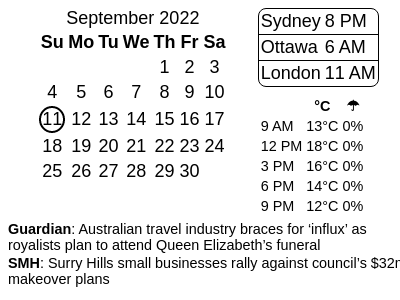 September 2022
Su Mo Tu We Th Fr Sa
1 2 3
4 5 6 7 8 9 10
11 12 13 14 15 16 17
18 19 20 21 22 23 24
25 26 27 28 29 30
Sydney 8 PM
Ottawa 6 AM
London 11 AM
°C ☂
9 AM 13°C 0%
12 PM 18°C 0%
3 PM 16°C 0%
6 PM 14°C 0%
9 PM 12°C 0%
Guardian: Australian travel industry braces for ‘influx’ as
royalists plan to attend Queen Elizabeth’s funeral
SMH: Surry Hills small businesses rally against council’s
makeover plans